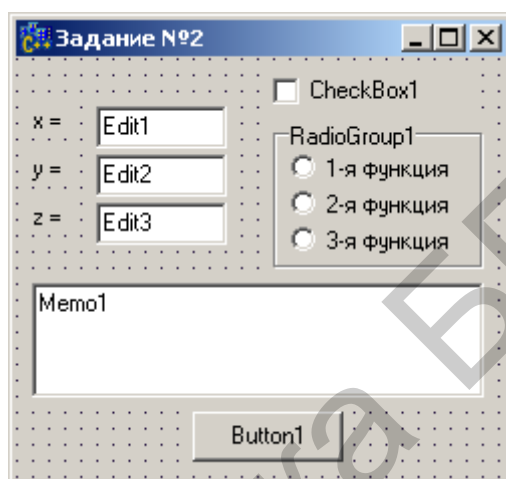 Задание №2
CheckBox1
x = Edit1
RadioGroup1
y = Edit2
1-я функция
2-я функция
z = Edit3
3-я функция
Memo1
Button1